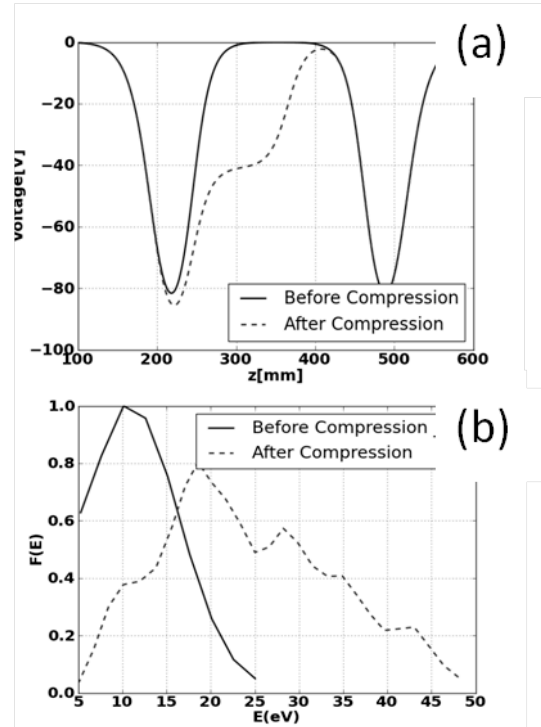 (a)
0
−20
−40
−60
−80
−100
Voltage[V]
Before Compression
After Compression
100 200 300 400 500 600
z[mm]
(b)
1.0
0.8
0.6
0.4
0.2
0.0
F(E)
Before Compression
After Compression
5 10 15 20 25 30 35 40 45 50
E(eV)